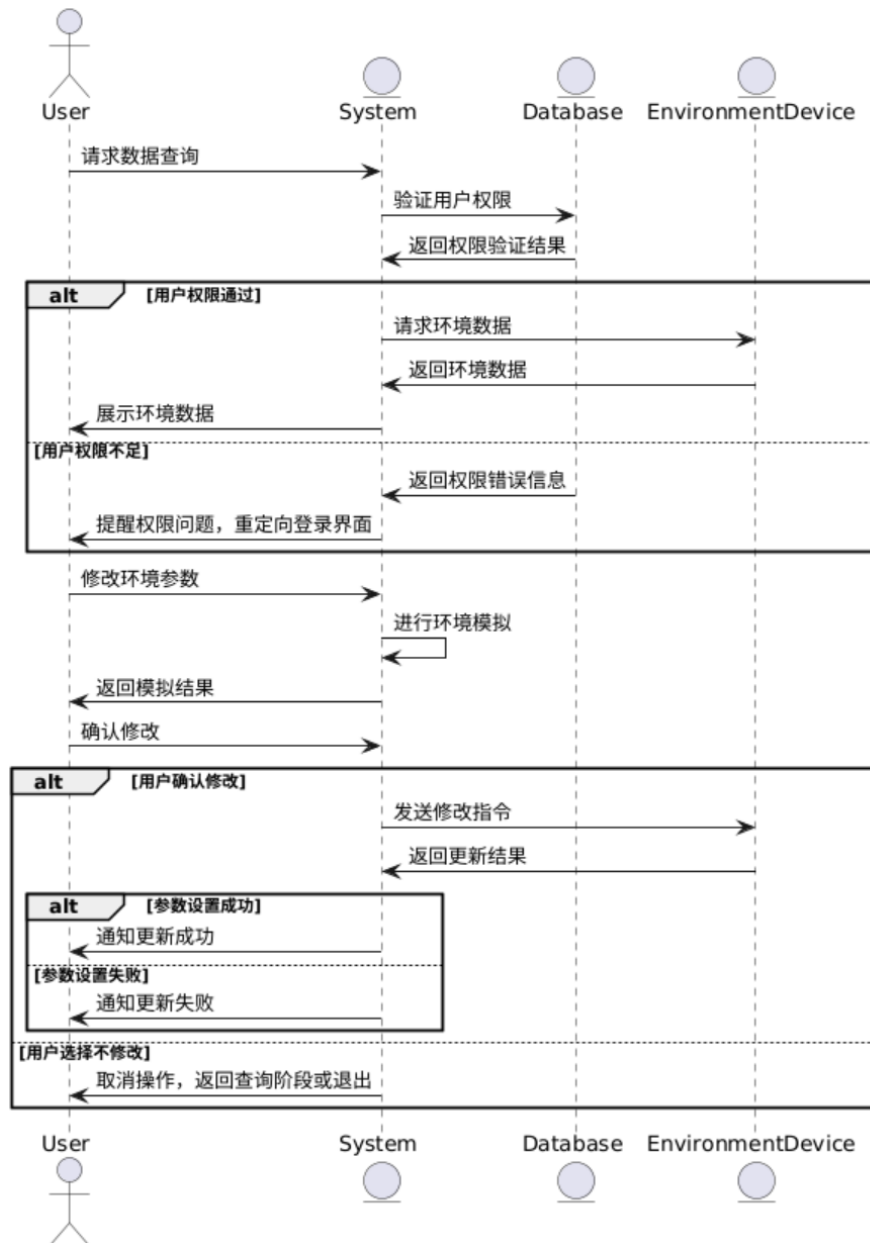 User System Database EnvironmentDevice
请求数据查询
验证用户权限
返回权限验证结果
alt [用户权限通过]
请求环境数据
返回环境数据
展示环境数据
[用户权限不足]
返回权限错误信息
提醒权限问题，重定向登录界面
修改环境参数
进行环境模拟
返回模拟结果
确认修改
alt [用户确认修改]
发送修改指令
返回更新结果
alt [参数设置成功]
通知更新成功
[参数设置失败]
通知更新失败
[用户选择不修改]
取消操作，返回查询阶段或退出
User System Database EnvironmentDevice